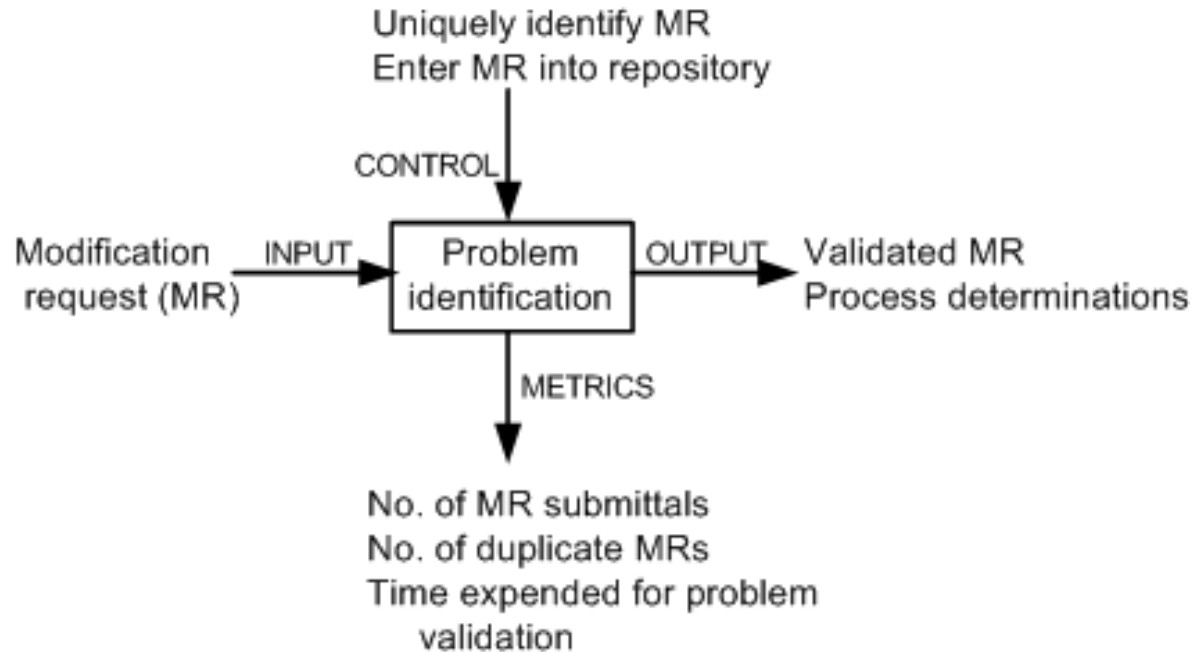 Uniquely identify MR
Enter MR into repository
CONTROL
Modification
request (MR)
INPUT
Problem
identification
OUTPUT
Validated MR
Process determinations
METRICS
No. of MR submittals
No. of duplicate MRs
Time expended for problem
validation